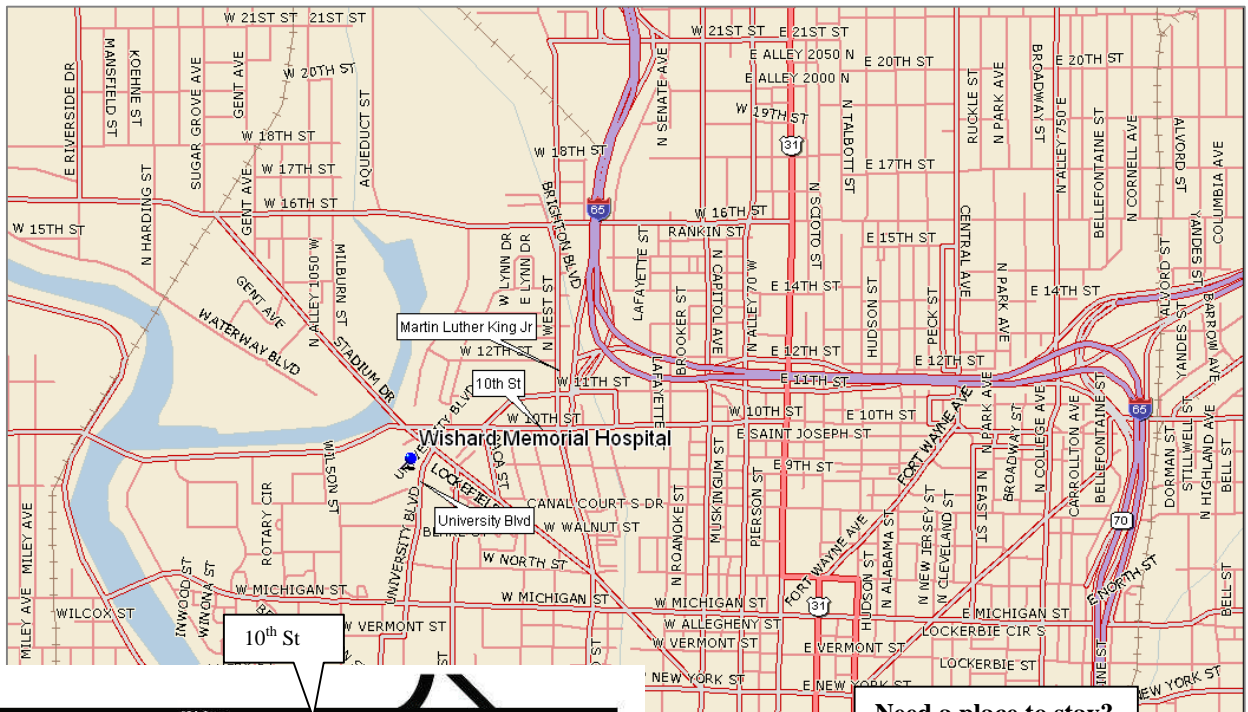 W 21ST ST 21ST ST
W 21ST ST E 21ST ST
E ALLEY 2050 N
E 20TH ST
E 20TH ST
E ALLEY 2000 N
W 20TH ST
MANSFIELD ST
KOEHNE ST
SUGAR GROVE AVE
GENT AVE
E RIVERSIDE DR
AQUEDUCT ST
N SENATE AVE
W 19TH ST
N TALBOTT ST
RUCKLE ST
N PARK AVE
BROADWAY ST
N ALLEY 750 E
BELLEFONTAINE ST
N CORNELL AVE
ALVORD ST
COLUMBIA AVE
W 18TH ST
W 18TH ST
31
W 17TH ST
E 17TH ST
N HARDING ST
GENT AVE
W 16TH ST
65
W 16TH ST
RANKIN ST
W 15TH ST
E 15TH ST
BRIGHTON BLVD
N SCIOTO ST
CENTRAL AVE
YANDES ST
N ALLEY 1050 W
MILBURN ST
W LYNN DR
E LYNN DR
N WEST ST
LAFAYETTE ST
N CAPITOL AVE
N ALLEY 70 W
E 14TH ST
E 14TH ST
HUDSON ST
PECK ST
N PARK AVE
ALVORD ST
YANDES ST
BARROW AVE
GENT AVE
WATERWAY BLVD
STADIUM DR
BROOKER ST
Martin Luther King Jr
W 12TH ST
E 12TH ST
E 12TH ST
LAFAYETTE
10th St
W 11TH ST
E 11TH ST
UNIVERSITY BLVD
W 10TH ST
W 10TH ST
E 10TH ST
65
Wishard Memorial Hospital
E SAINT JOSEPH ST
FORT WAYNE AVE
N PARK AVE
BROADWAY ST
N COLLEGE AVE
CARROLLTON AVE
BELLEFONTAINE ST
WILSON ST
E 9TH ST
DORMAN ST
STILLWELL ST
N HIGHLAND AVE
BELL ST
ROTARY CIR
CANAL COURT S DR
MUSKINGUM ST
PIERSON ST
N EAST ST
University Blvd
W WALNUT ST
70
MILEY AVE MILEY AVE
UNIVERSITY BLVD
W NORTH ST
N ROANOKE ST
FORT WAYNE AVE
HUDSON ST
N ALABAMA ST
N NEW JERSEY ST
N CLEVELAND ST
E NORTH ST
BELL ST
INWOOD ST
WINONA ST
W MICHIGAN ST
W MICHIGAN ST
W MICHIGAN ST
31
E MICHIGAN ST
WILCOX ST
W VERMONT ST
W ALLEGHENY ST
LOCKERBIE CIR S
W VERMONT ST
E VERMONT ST
10th St
LOCKERBIE ST
NEW YORK ST
E NEW YORK ST
NEW YORK ST
Need a place to stay?